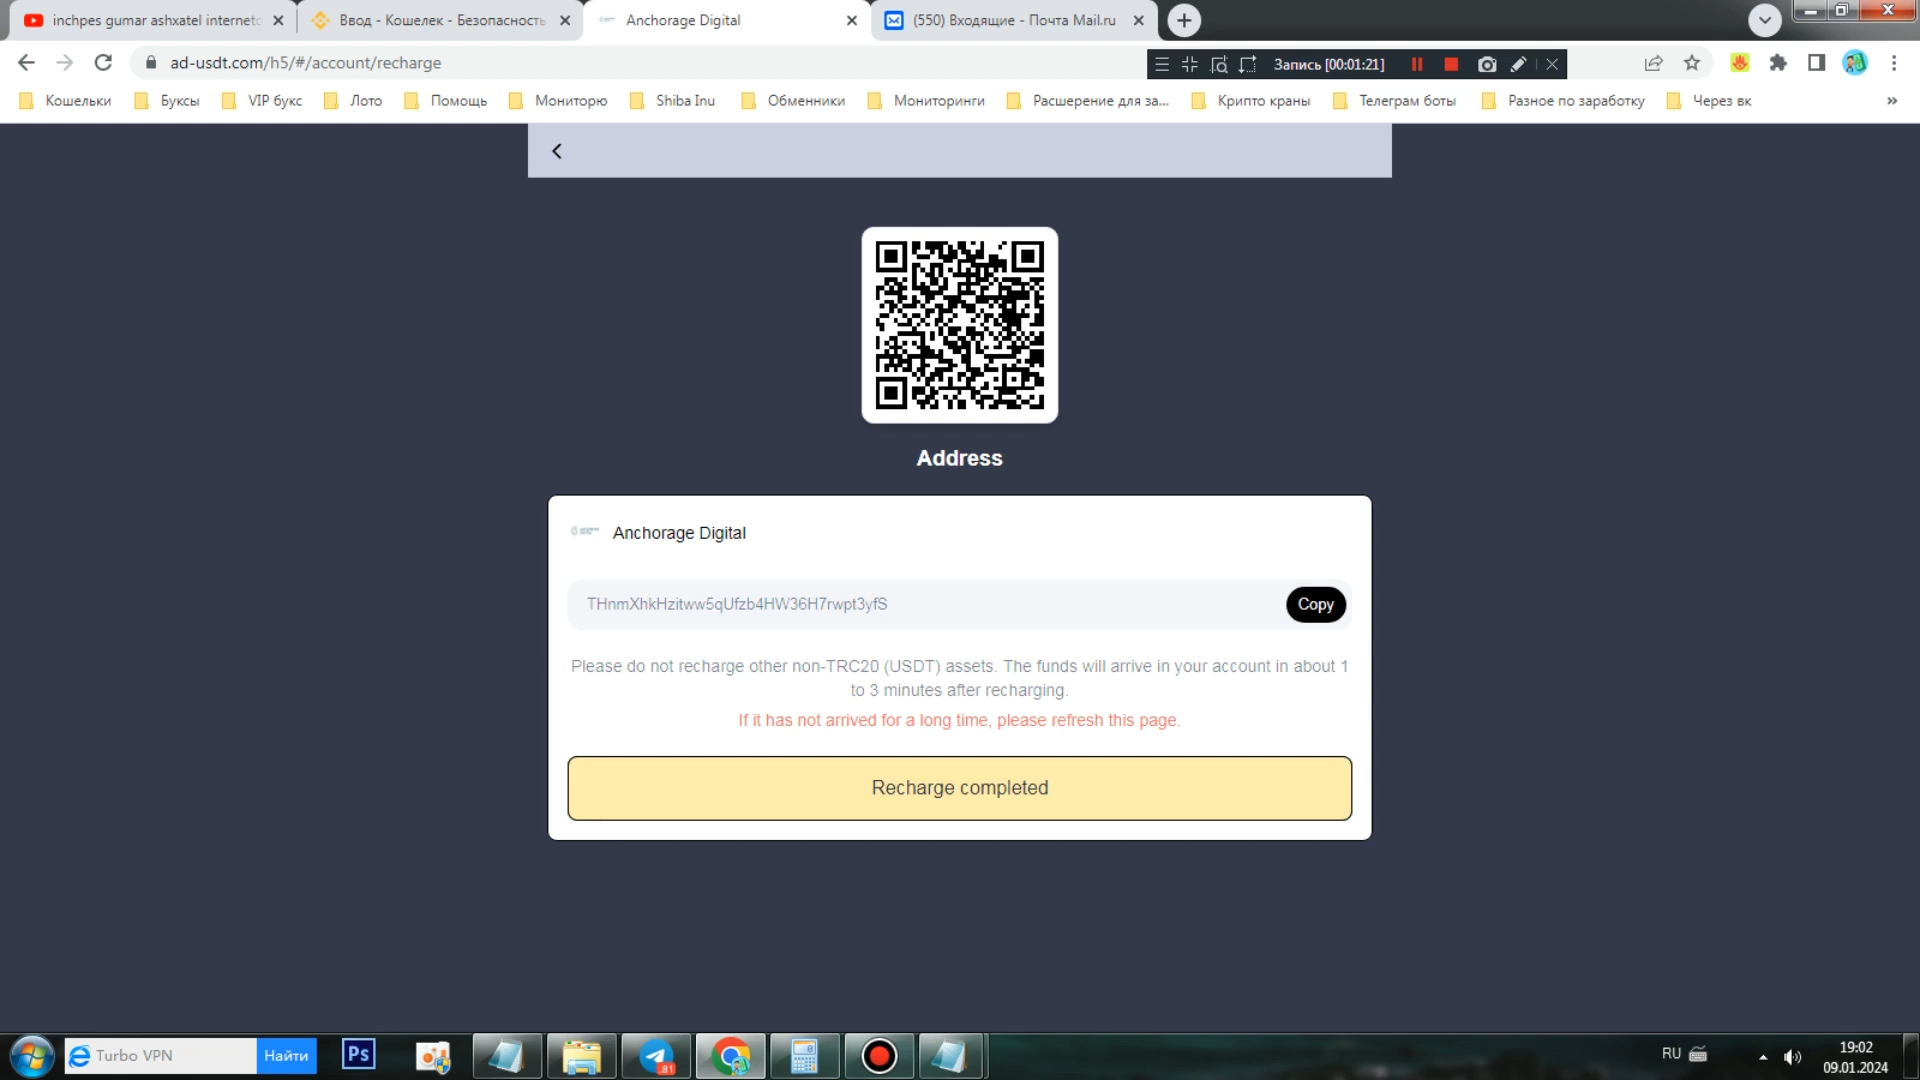 inchpes gumar ashxatel interneto
Ввод - Кошелек - Безопасность
Anchorage Digital
(550) Входящие - Почта Mail.ru
ad-usdt.com/h5/#/account/recharge
Запись [00:01:21]
Кошельки
Буксы
VIP букс
Лото
Помощь
Мониторю
Shiba Inu
Обменники
Мониторинги
Расшерение для за...
Крипто краны
Телеграм боты
Разное по заработку
Через вк
»
Address
Anchorage Digital
THnmXhkHzitww5qUfzb4HW36H7rwpt3yfS
Copy
Please do not recharge other non-TRC20 (USDT) assets. The funds will arrive in your account in about 1
to 3 minutes after recharging.
If it has not arrived for a long time, please refresh this page.
Recharge completed
Turbo VPN
Найти
Ps
81
RU
19:02
09.01.2024